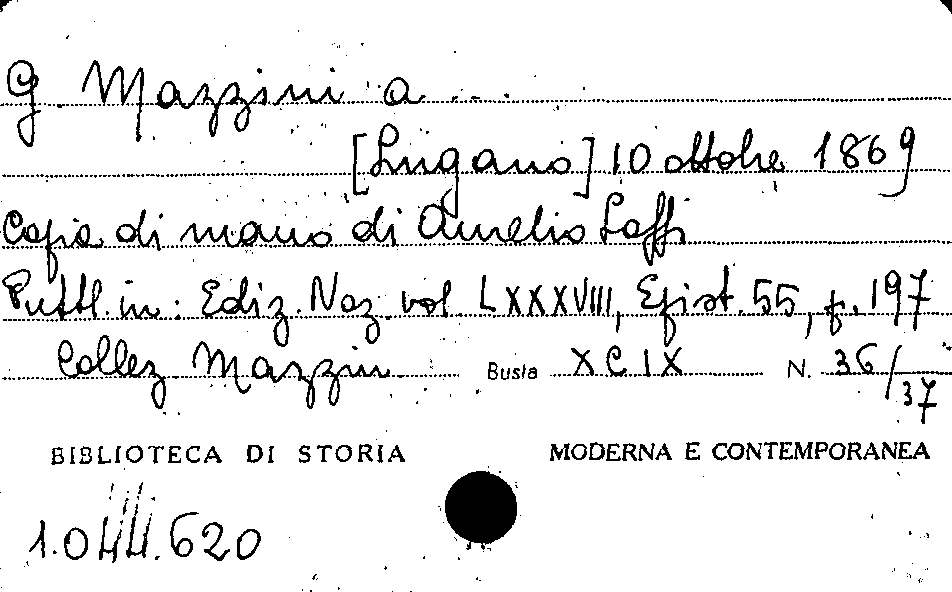 G. Mazzini a ...
[Lugano] 10 ottobre 1869
Copia di mano di Aurelio Saffi
Pubbl. in: Ediz. Naz. vol. LXXXVIII, Epist. 55, p. 197
Collez. Mazzini Busta XCIX N. 36/37
BIBLIOTECA DI STORIA MODERNA E CONTEMPORANEA
1.044.620